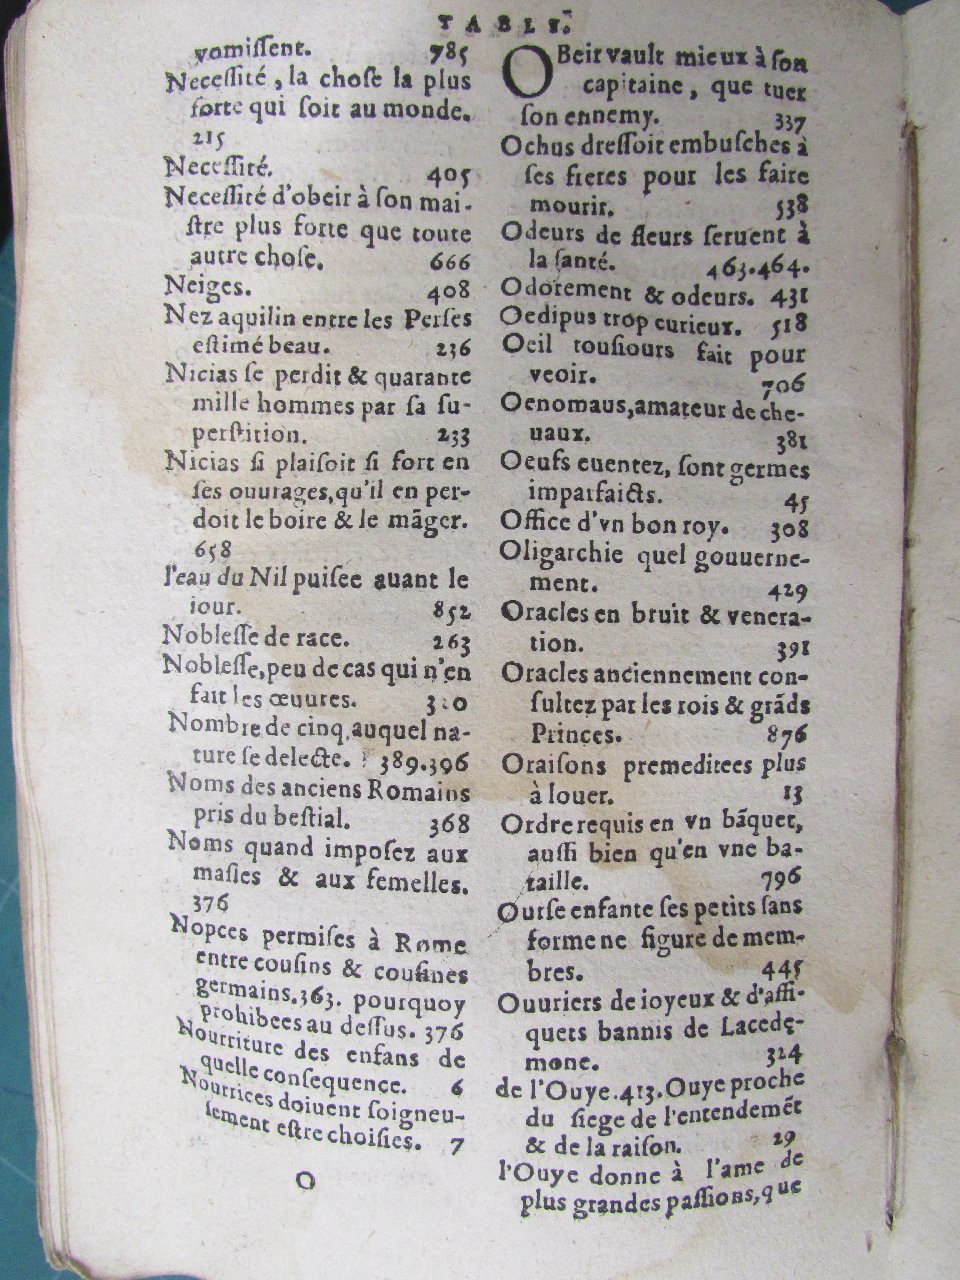 TABLE.
vomiſſent. 785
Neceſſité, la choſe la plus
forte qui ſoit au monde.
215
Neceſſité. 405
Neceſſité d'obeir à ſon mai-
ſtre plus forte que toute
autre choſe. 666
Neiges. 408
Nez aquilin entre les Perſes
eſtimé beau. 236
Nicias ſe perdit & quarante
mille hommes par ſa ſu-
perſtition. 233
Nicias ſi plaiſoit ſi fort en
ſes ouurages, qu'il en per-
doit le boire & le mãger.
658
l'eau du Nil puiſee auant le
iour. 852
Nobleſſe de race. 263
Nobleſſe, peu de cas qui n'en
fait les œuures. 310
Nombre de cinq auquel na-
ture ſe delecte. 389.396
Noms des anciens Romains
pris du beſtial. 368
Noms quand impoſez aux
maſles & aux femelles.
376
Nopces permiſes à Rome
entre couſins & couſines
germains. 363. pourquoy
prohibees au deſſus. 376
Nourriture des enfans de
quelle conſequence. 6
Nourrices doiuent ſoigneu-
ſement eſtre choiſies. 7
O
OBeir vault mieux à ſon
capitaine, que tuer
ſon ennemy. 337
Ochus dreſſoit embuſches à
ſes freres pour les faire
mourir. 538
Odeurs de fleurs ſeruent à
la ſanté. 463.464.
Odorement & odeurs. 431
Oedipus trop curieux. 518
Oeil touſiours fait pour
veoir. 706
Oenomaus, amateur de che-
uaux. 381
Oeufs euentez, ſont germes
imparfaicts. 45
Office d'vn bon roy. 308
Oligarchie quel gouuerne-
ment. 429
Oracles en bruit & venera-
tion. 391
Oracles anciennement con-
ſultez par les rois & grãds
Princes. 876
Oraiſons premeditees plus
à louer. 13
Ordre requis en vn bãquet,
auſſi bien qu'en vne ba-
taille. 796
Ourſe enfante ſes petits ſans
forme ne figure de mem-
bres. 445
Ouuriers de ioyeux & d'affi-
quets bannis de Lacedę-
mone. 324
de l'Ouye. 413. Ouye proche
du ſiege de l'entendemẽt
& de la raiſon. 29
l'Ouye donne à l'ame de
plus grandes paſſions, que